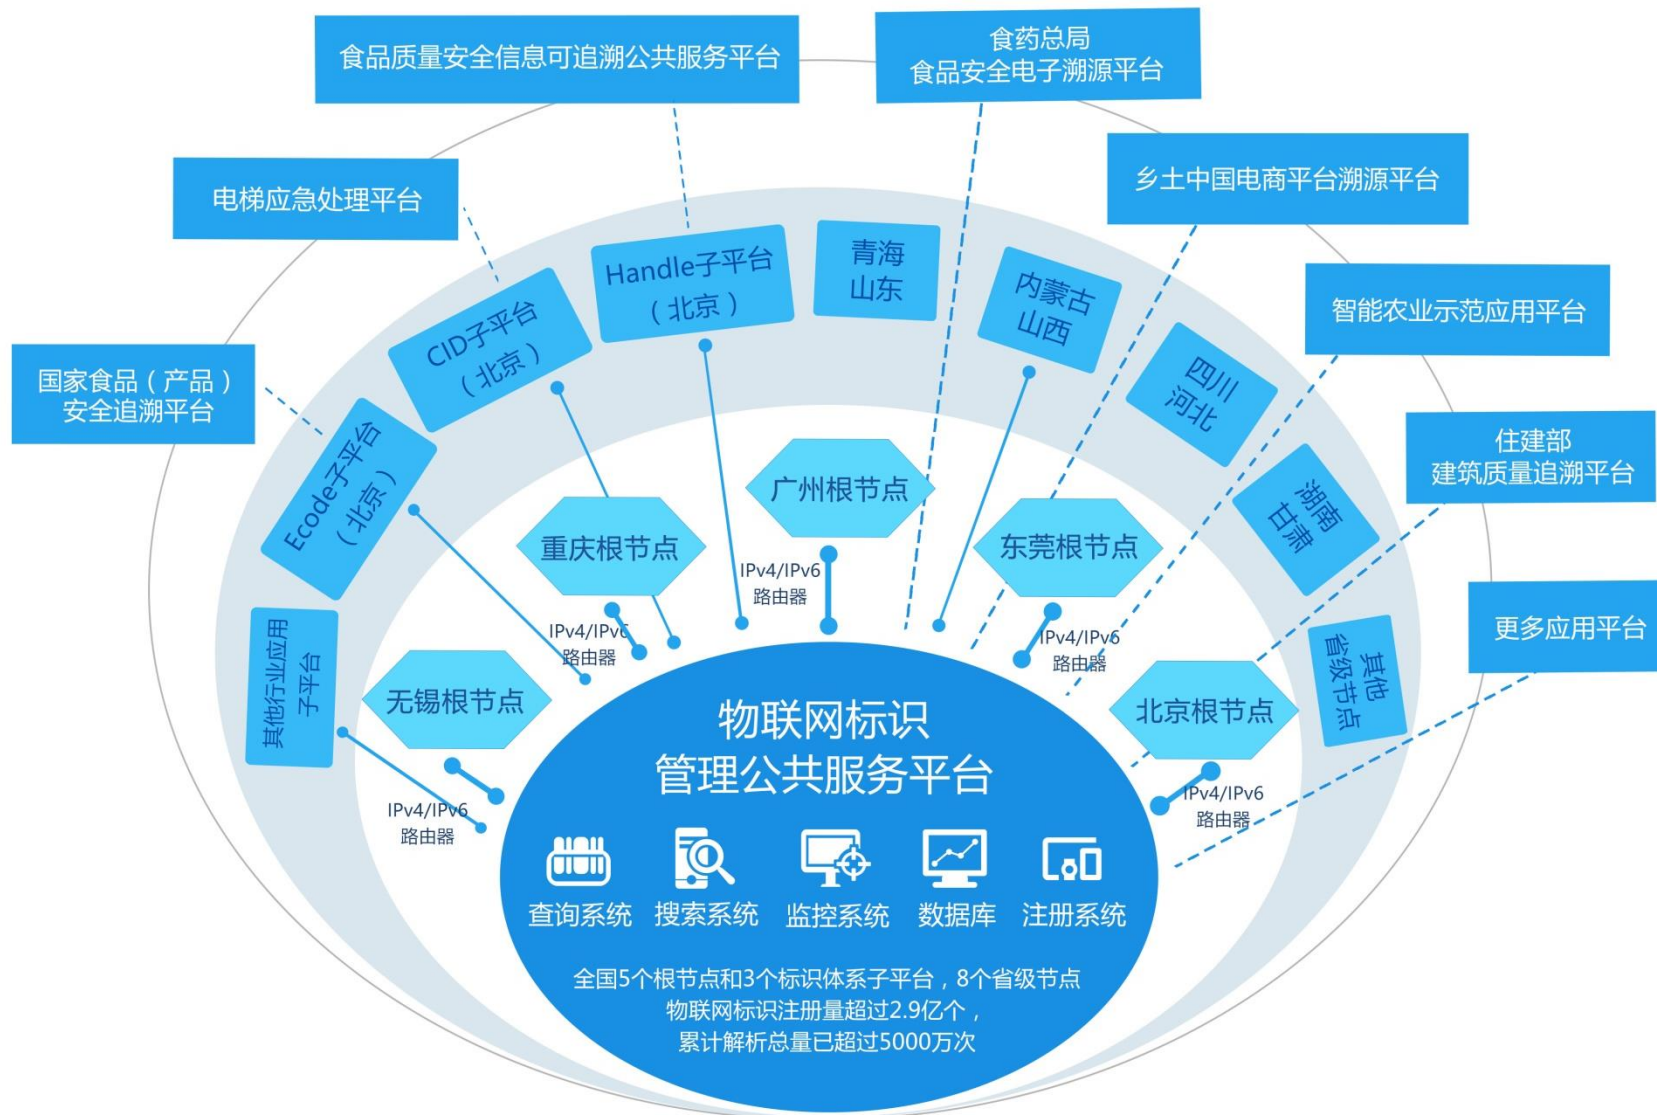 食品质量安全信息可追溯公共服务平台
食药总局
食品安全电子溯源平台
电梯应急处理平台
乡土中国电商平台溯源平台
国家食品（产品）
安全追溯平台
智能农业示范应用平台
住建部
建筑质量追溯平台
更多应用平台
其他行业应用
子平台
Ecode子平台
（北京）
CID子平台
（北京）
Handle子平台
（北京）
青海
山东
内蒙古
山西
四川
河北
湖南
甘肃
其他
省级节点
无锡根节点
重庆根节点
广州根节点
东莞根节点
北京根节点
IPv4/IPv6
路由器
IPv4/IPv6
路由器
IPv4/IPv6
路由器
IPv4/IPv6
路由器
IPv4/IPv6
路由器
物联网标识
管理公共服务平台
查询系统
搜索系统
监控系统
数据库
注册系统
全国5个根节点和3个标识体系子平台，8个省级节点
物联网标识注册量超过2.9亿个，
累计解析总量已超过5000万次